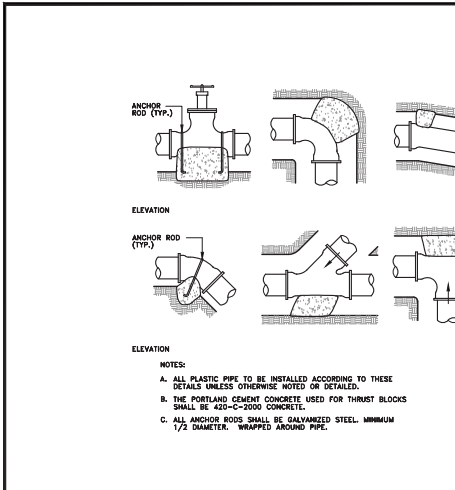 ANCHOR
ROD (TYP.)
ELEVATION
ANCHOR ROD
(TYP.)
ELEVATION
NOTES:
A. ALL PLASTIC PIPE TO BE INSTALLED ACCORDING TO THESE
DETAILS UNLESS OTHERWISE NOTED OR DETAILED.
B. THE PORTLAND CEMENT CONCRETE USED FOR THRUST BLOCKS
SHALL BE 420-C-2000 CONCRETE.
C. ALL ANCHOR RODS SHALL BE GALVANIZED STEEL. MINIMUM
1/2 DIAMETER. WRAPPED AROUND PIPE.